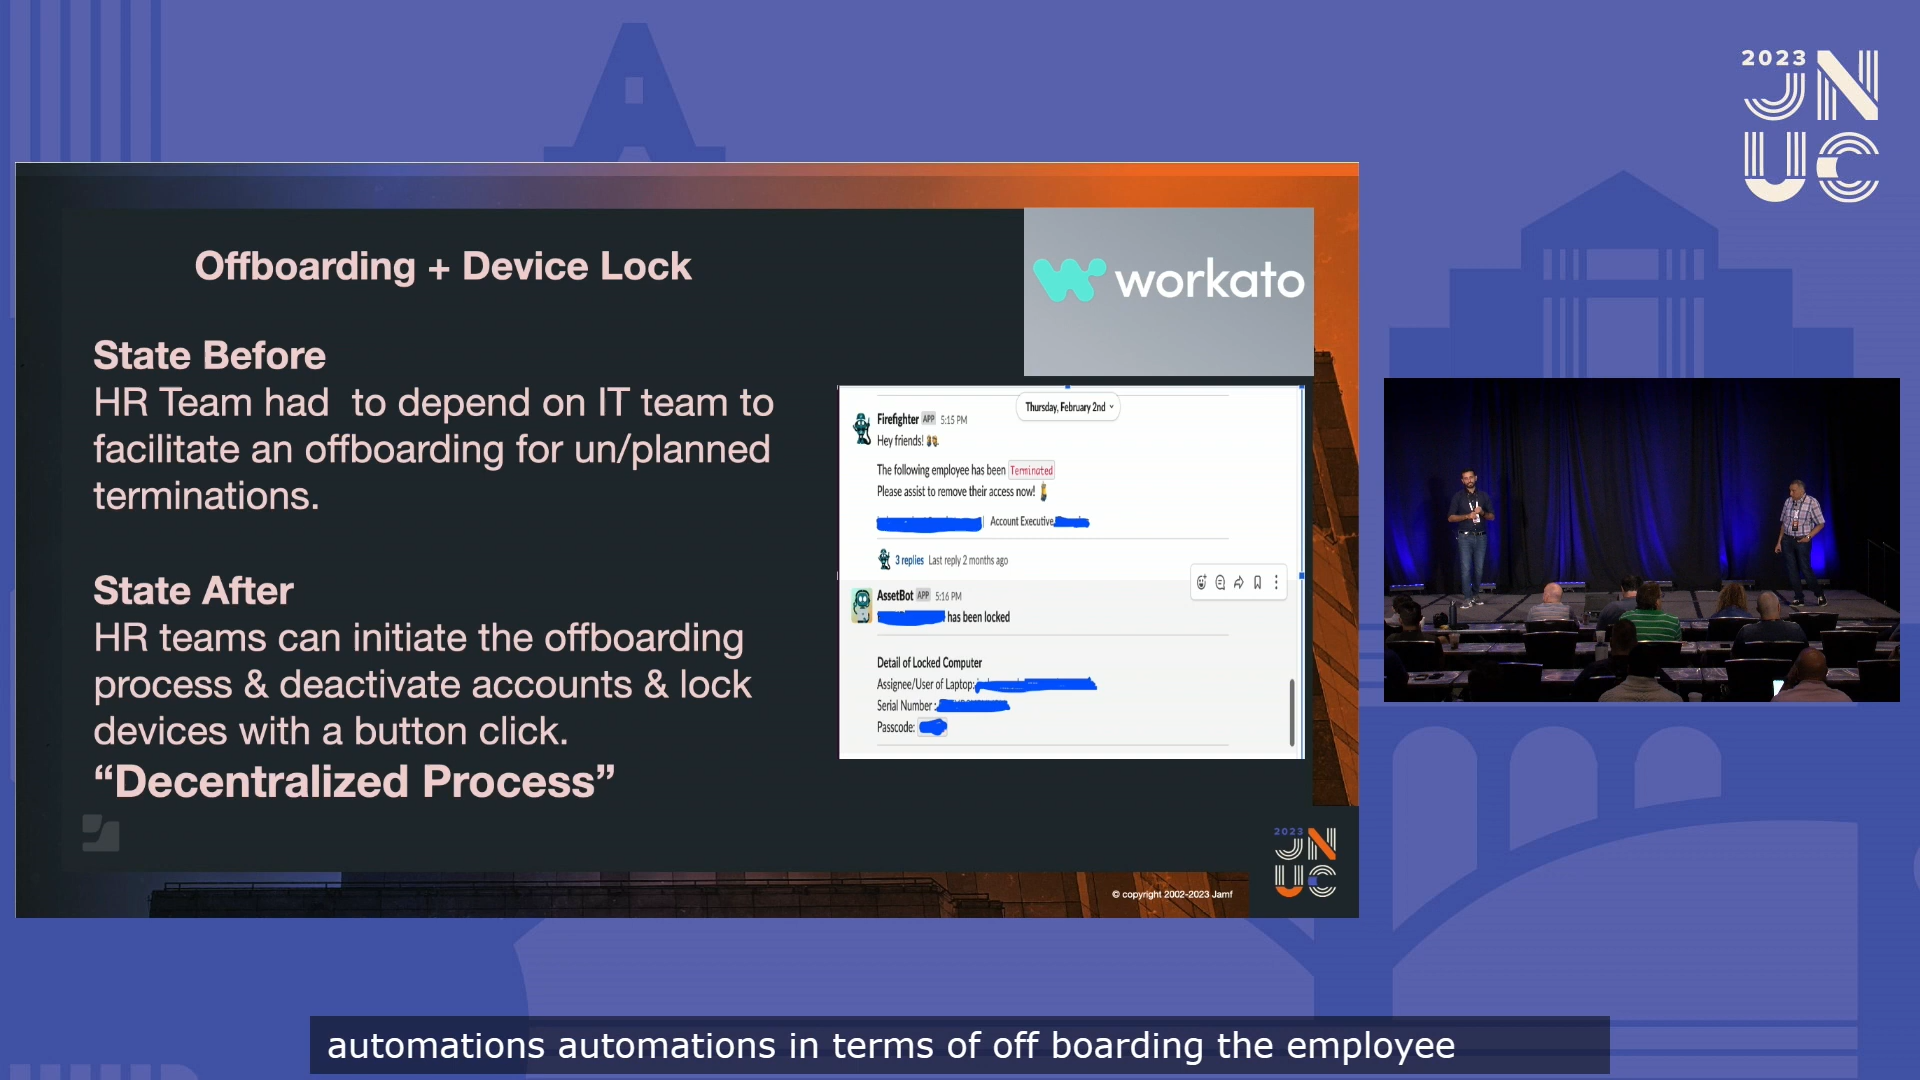 2023
JN
UC
Offboarding + Device Lock
workato
State Before
HR Team had to depend on IT team to
facilitate an offboarding for un/planned
terminations.
State After
HR teams can initiate the offboarding
process & deactivate accounts & lock
devices with a button click.
“Decentralized Process”
Thursday, February 2nd
Firefighter APP 5:15 PM
Hey friends!
The following employee has been Terminated
Please assist to remove their access now!
Account Executive
3 replies Last reply 2 months ago
AssetBot APP 5:16 PM
has been locked
Detail of Locked Computer
Assignee/User of Laptop:
Serial Number :
Passcode:
2023
JN
UC
© copyright 2002-2023 Jamf
automations automations in terms of off boarding the employee